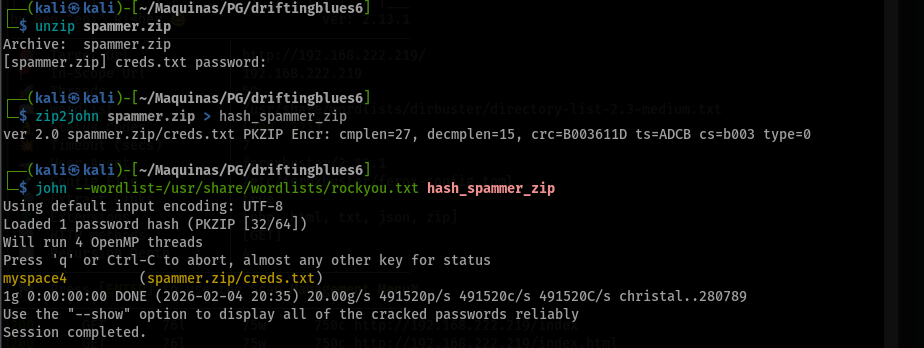 ┌──(kali㉿kali)-[~/Maquinas/PG/driftingblues6]
└─$ unzip spammer.zip
Archive:  spammer.zip
[spammer.zip] creds.txt password:
┌──(kali㉿kali)-[~/Maquinas/PG/driftingblues6]
└─$ zip2john spammer.zip > hash_spammer_zip
ver 2.0 spammer.zip/creds.txt PKZIP Encr: cmplen=27, decmplen=15, crc=B003611D ts=ADCB cs=b003 type=0
┌──(kali㉿kali)-[~/Maquinas/PG/driftingblues6]
└─$ john --wordlist=/usr/share/wordlists/rockyou.txt hash_spammer_zip
Using default input encoding: UTF-8
Loaded 1 password hash (PKZIP [32/64])
Will run 4 OpenMP threads
Press 'q' or Ctrl-C to abort, almost any other key for status
myspace4         (spammer.zip/creds.txt)
1g 0:00:00:00 DONE (2026-02-04 20:35) 20.00g/s 491520p/s 491520c/s 491520C/s christal..280789
Use the "--show" option to display all of the cracked passwords reliably
Session completed.